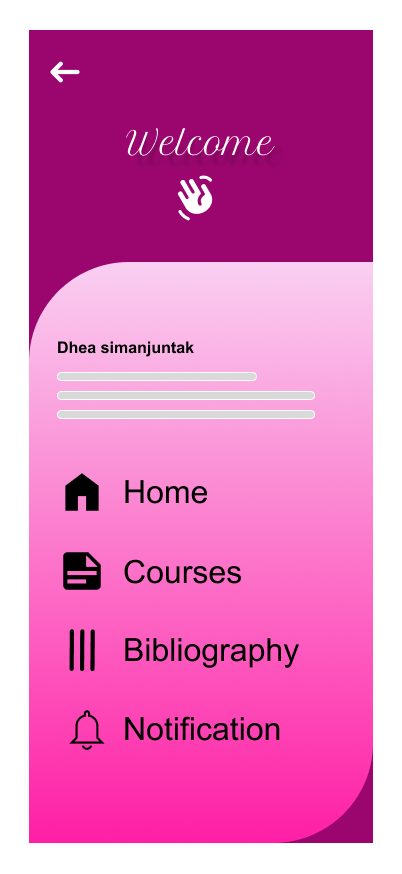 Welcome
Dhea simanjuntak
Home
Courses
Bibliography
Notification